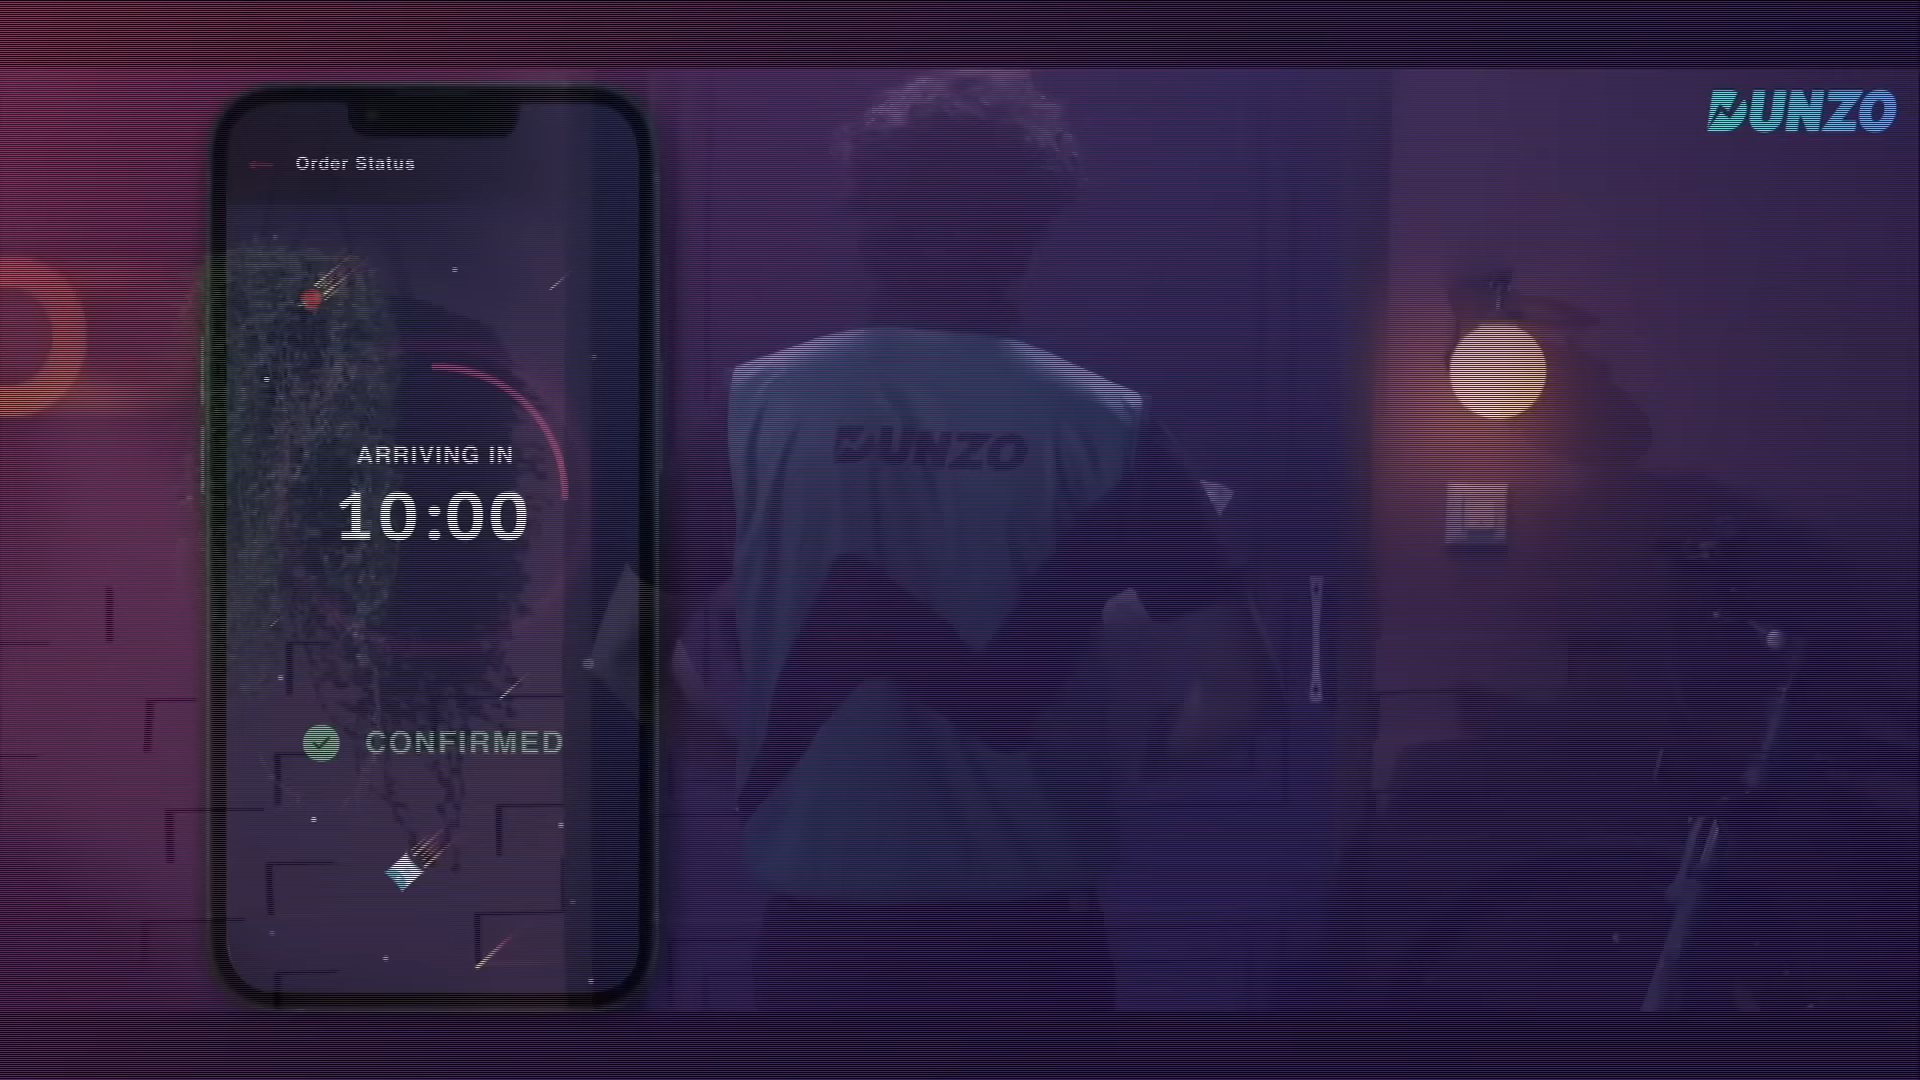 Order Status
DUNZO
ARRIVING IN
10:00
DUNZO
CONFIRMED